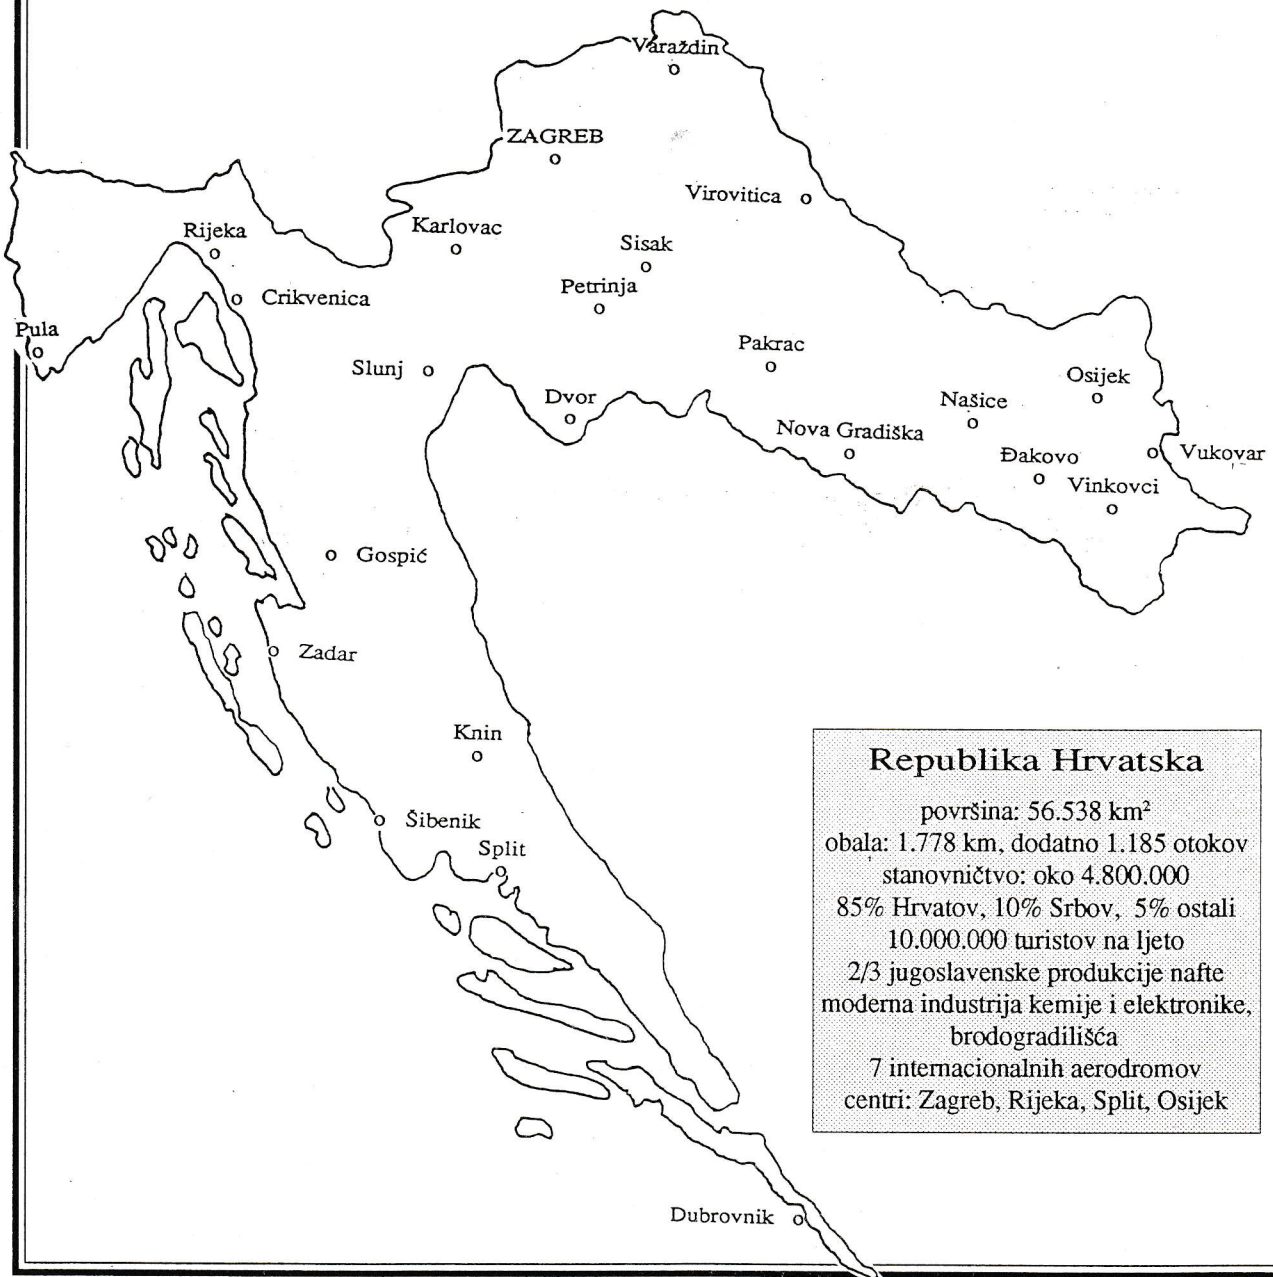 Varaždin
ZAGREB
Virovitica
Rijeka
Karlovac
Sisak
Petrinja
Crikvenica
Pula
Pakrac
Slunj
Osijek
Dvor
Našice
Nova Gradiška
Đakovo
Vukovar
Vinkovci
Gospić
Zadar
Knin
Šibenik
Split
Dubrovnik
Republika Hrvatska
površina: 56.538 km²
obala: 1.778 km, dodatno 1.185 otokov
stanovničtvo: oko 4.800.000
85% Hrvatov, 10% Srbov, 5% ostali
10.000.000 turistov na ljeto
2/3 jugoslavenske produkcije nafte
moderna industrija kemije i elektronike,
brodogradilišća
7 internacionalnih aerodromov
centri: Zagreb, Rijeka, Split, Osijek